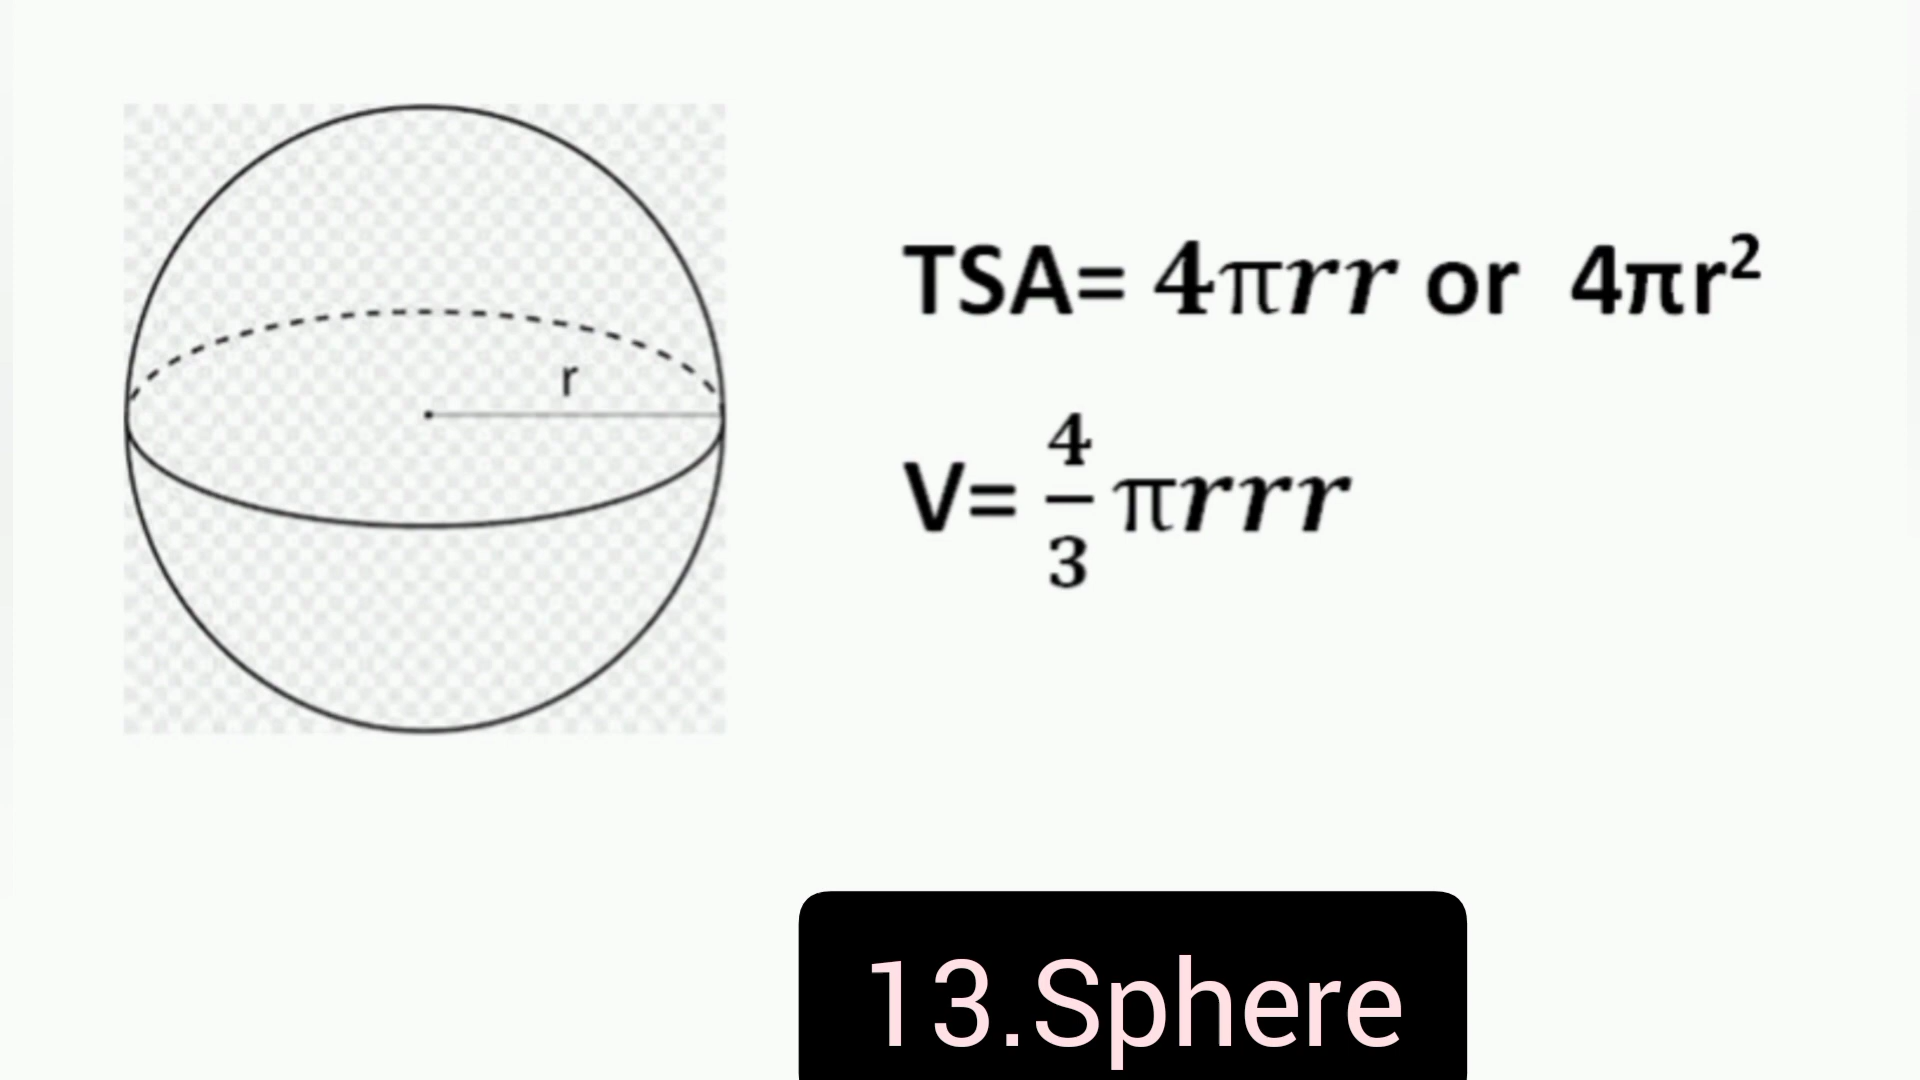 r
TSA= 4πrr or 4πr²
V= 4/3 πrrr
13.Sphere